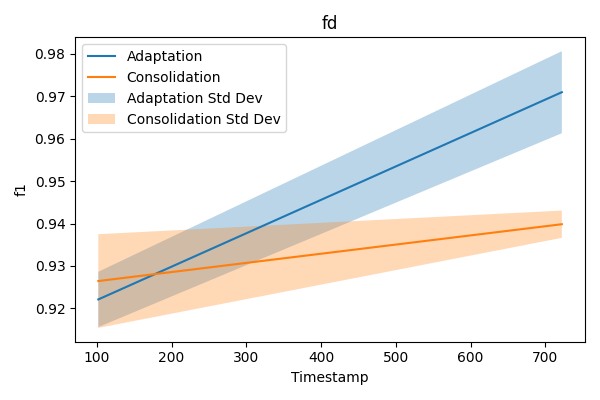 fd
0.98
0.97
0.96
0.95
0.94
0.93
0.92
f1
Adaptation
Consolidation
Adaptation Std Dev
Consolidation Std Dev
100 200 300 400 500 600 700
Timestamp